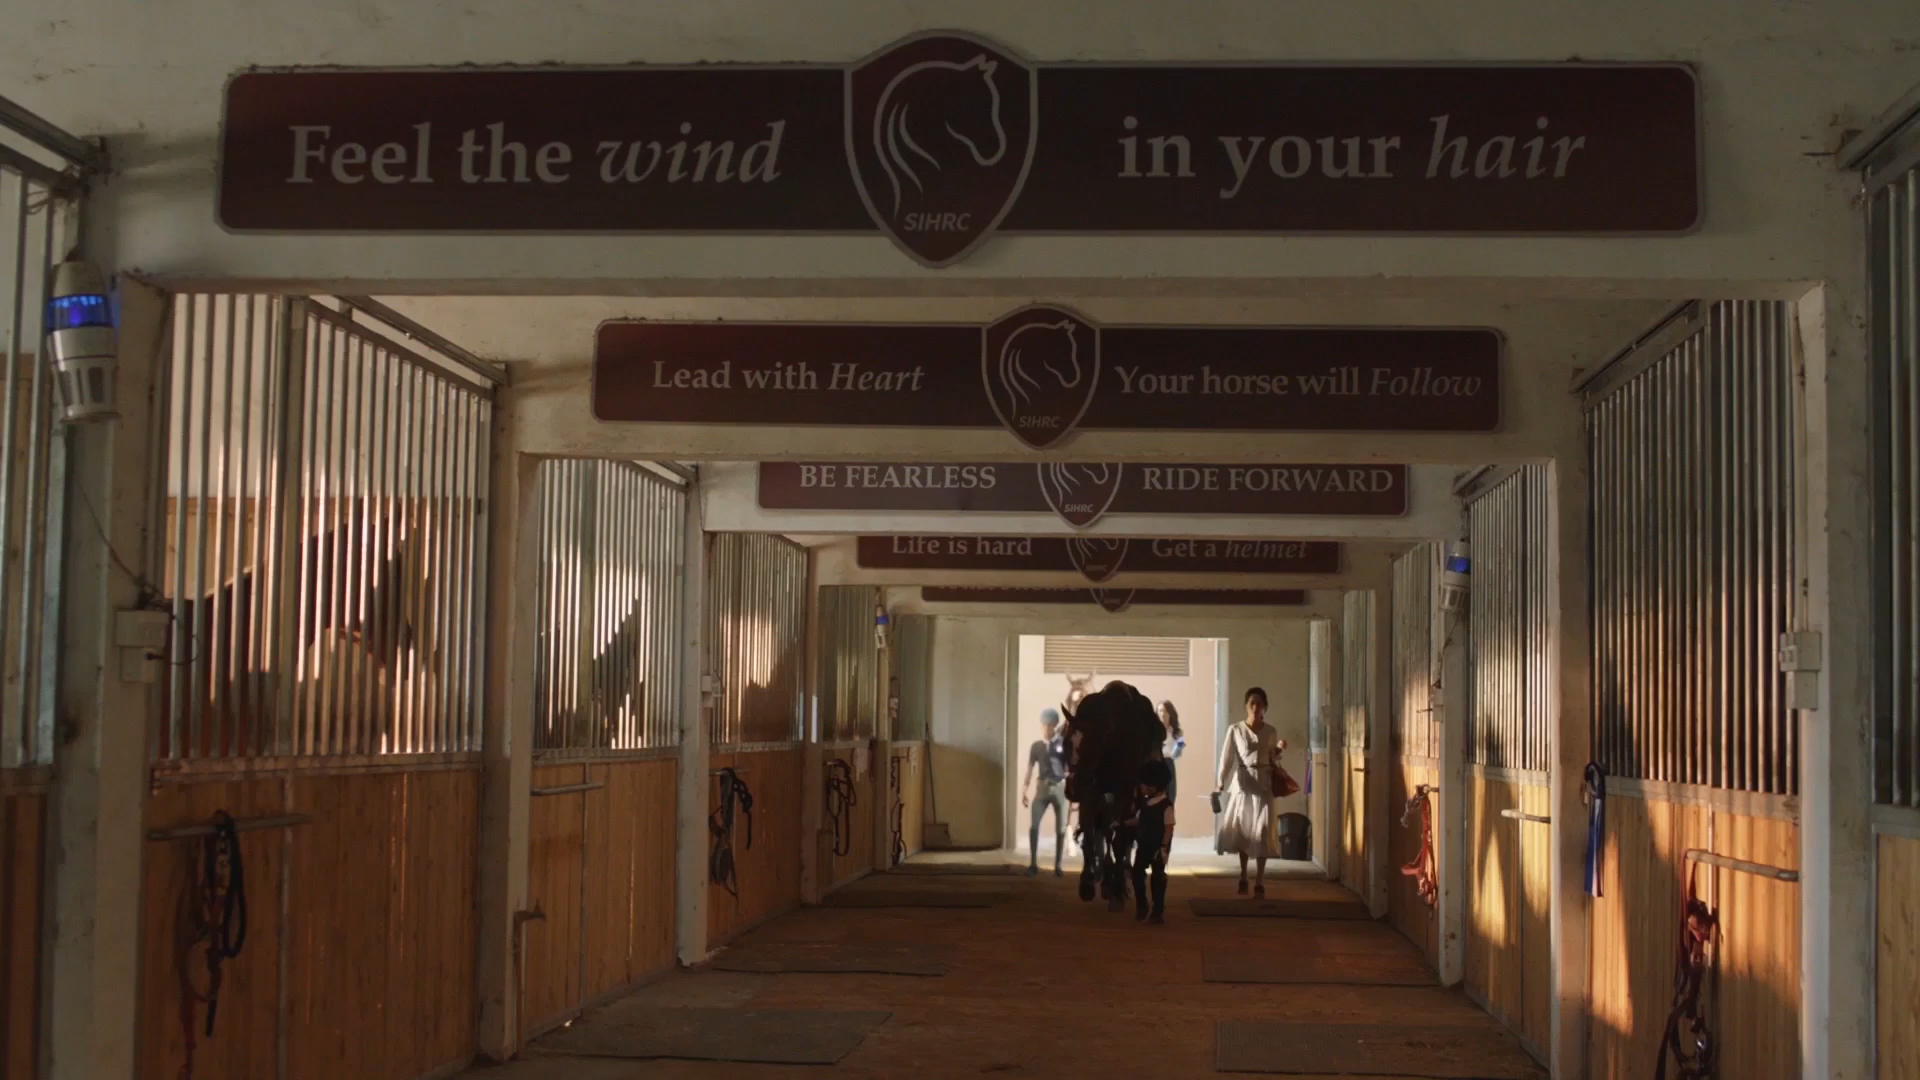 Feel the wind in your hair
SIHRC
Lead with Heart Your horse will Follow
SIHRC
BE FEARLESS RIDE FORWARD
SIHRC
Life is hard Get a helmet